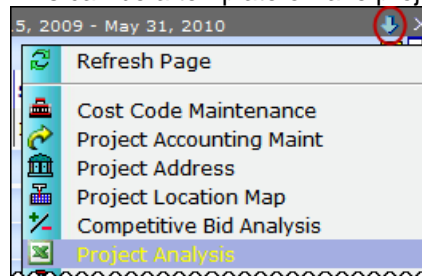 5, 2009 - May 31, 2010
Refresh Page
Cost Code Maintenance
Project Accounting Maint
Project Address
Project Location Map
Competitive Bid Analysis
Project Analysis